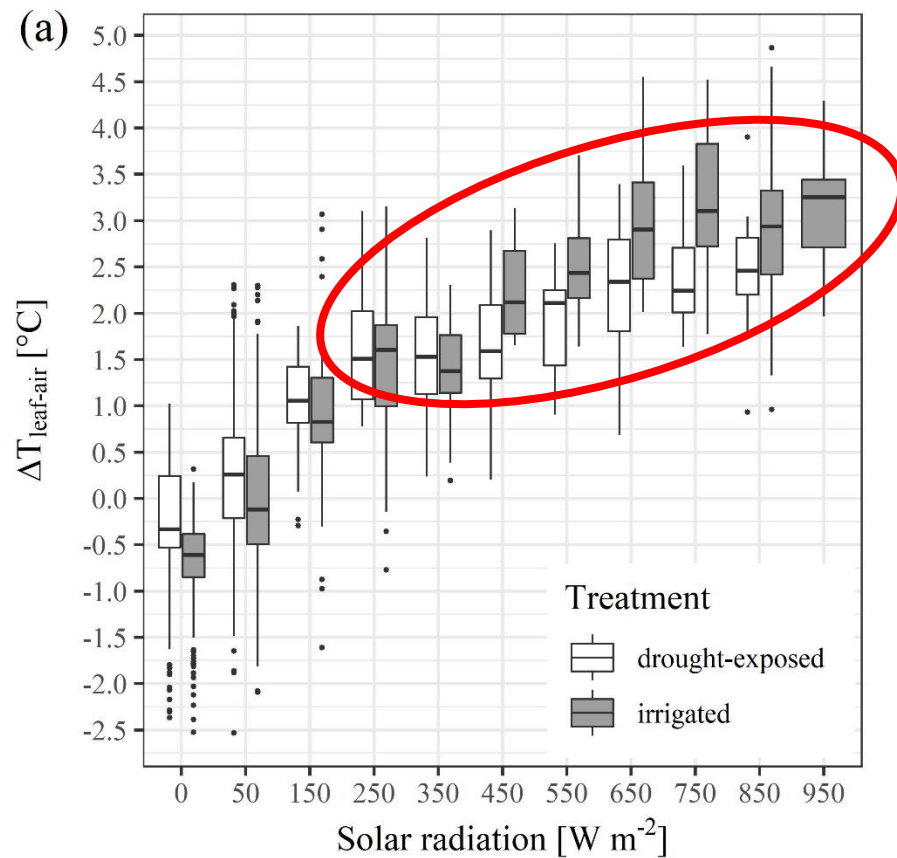 (a)
5.0
4.5
4.0
3.5
3.0
2.5
2.0
1.5
1.0
0.5
0.0
-0.5
-1.0
-1.5
-2.0
-2.5
ΔTleaf-air [°C]
Treatment
drought-exposed
irrigated
0 50 150 250 350 450 550 650 750 850 950
Solar radiation [W m-2]